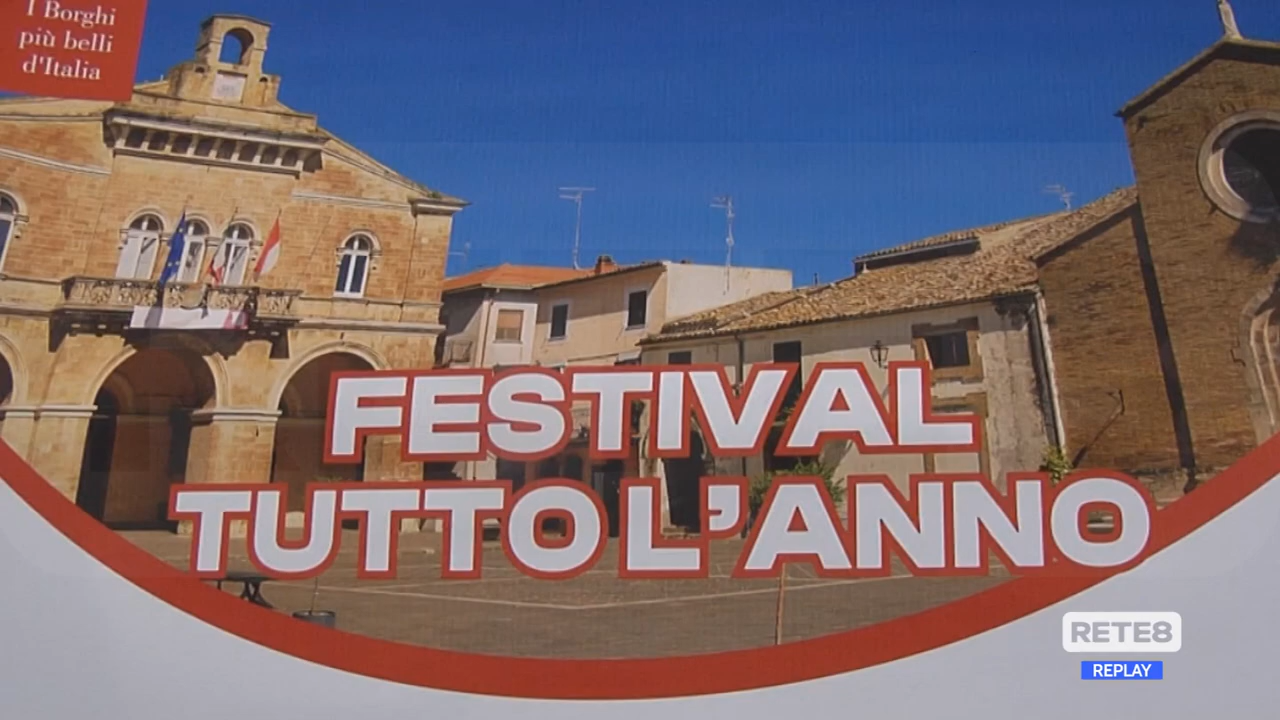 I Borghi
più belli
d'Italia
FESTIVAL
TUTTO L'ANNO
RETE8
REPLAY